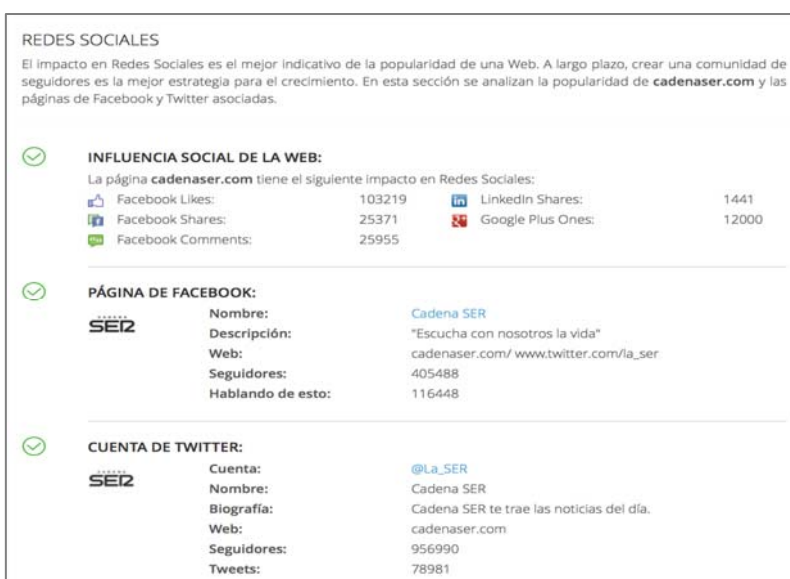 REDES SOCIALES
El impacto en Redes Sociales es el mejor indicativo de la popularidad de una Web. A largo plazo, crear una comunidad de
seguidores es la mejor estrategia para el crecimiento. En esta sección se analizan la popularidad de cadenaser.com y las
páginas de Facebook y Twitter asociadas.
INFLUENCIA SOCIAL DE LA WEB:
La página cadenaser.com tiene el siguiente impacto en Redes Sociales:
Facebook Likes: 103219 in LinkedIn Shares: 1441
Facebook Shares: 25371 Google Plus Ones: 12000
Facebook Comments: 25955
PÁGINA DE FACEBOOK:
SER
Nombre: Cadena SER
Descripción: "Escucha con nosotros la vida"
Web: cadenaser.com/ www.twitter.com/la_ser
Seguidores: 405488
Hablando de esto: 116448
CUENTA DE TWITTER:
SER
Cuenta: @La_SER
Nombre: Cadena SER
Biografía: Cadena SER te trae las noticias del día.
Web: cadenaser.com
Seguidores: 956990
Tweets: 78981